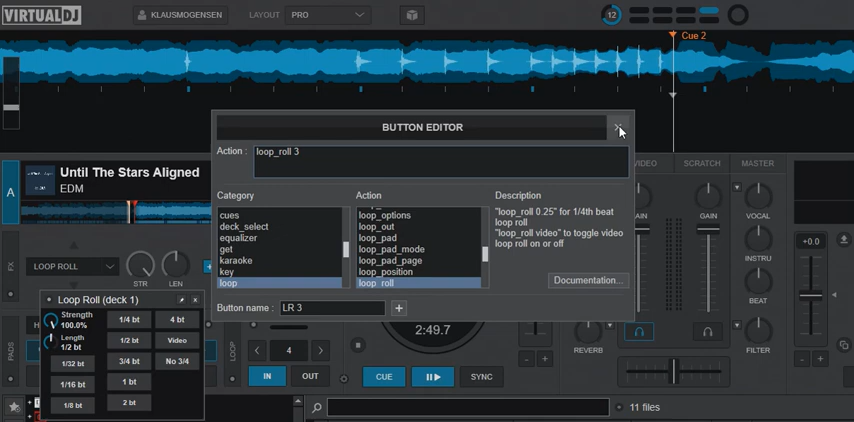 VIRTUALDJ
KLAUSMOGENSEN
LAYOUT PRO
12
Cue 2
BUTTON EDITOR
Action :
loop_roll 3
Category
Action
Description
cues
deck_select
equalizer
get
karaoke
key
loop
loop_options
loop_out
loop_pad
loop_pad_mode
loop_pad_page
loop_position
loop_roll
"loop_roll 0.25" for 1/4th beat
loop roll
"loop_roll video" to toggle video
loop roll on or off
Documentation...
Button name :
LR 3
+
A
Until The Stars Aligned
EDM
FX
LOOP ROLL
STR
LEN
PADS
Loop Roll (deck 1)
Strength
100.0%
Length
1/2 bt
1/32 bt
1/16 bt
1/8 bt
1/4 bt
1/2 bt
3/4 bt
1 bt
2 bt
4 bt
Video
No 3/4
LOOP
4
IN
OUT
2:49.7
CUE
SYNC
- +
VIDEO
SCRATCH
MASTER
AIN
GAIN
VOCAL
INSTRU
BEAT
REVERB
FILTER
+0.0
- +
11 files